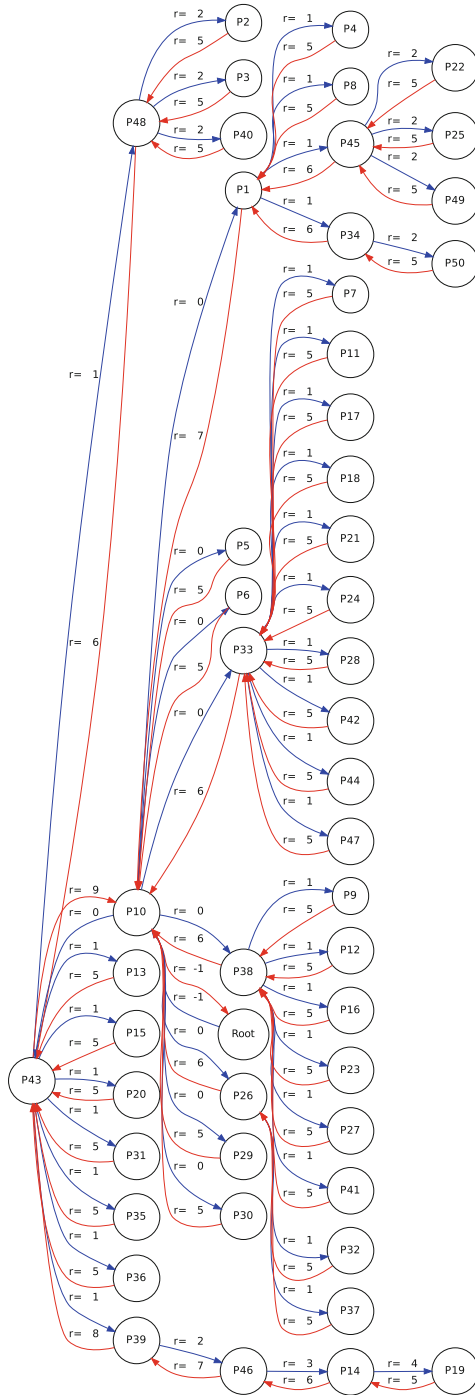 r= 2
r= 1
P2
P4
r= 5
r= 5
r= 2
P22
r= 2
P3
r= 1
r= 5
P8
r= 5
r= 5
r= 2
P48
r= 2
P40
P25
r= 5
r= 1
P45
r= 5
r= 2
r= 6
P1
r= 5
P49
r= 1
r= 6
P34
r= 2
P50
r= 5
r= 1
P7
r= 5
r= 0
r= 1
P11
r= 5
r= 1
r= 1
P17
r= 5
r= 7
r= 1
P18
r= 5
r= 1
P21
r= 5
P5
r= 0
r= 1
r= 5
P6
P24
r= 5
r= 0
r= 6
r= 1
P33
P28
r= 5
r= 5
r= 1
r= 0
r= 5
P42
r= 1
r= 5
P44
r= 6
r= 1
r= 5
P47
r= 1
r= 9
P9
r= 5
r= 0
P10
r= 0
r= 6
r= 1
r= 1
P12
r= 5
r= -1
P38
P13
r= 5
r= 1
r= -1
P16
r= 5
r= 1
P15
r= 0
Root
r= 1
r= 5
r= 6
P23
r= 1
r= 5
P43
P20
r= 5
r= 0
P26
r= 1
r= 1
P27
r= 5
r= 5
P31
r= 5
P29
r= 1
r= 0
r= 1
P41
r= 5
r= 5
P35
r= 5
P30
r= 1
r= 1
P32
r= 5
r= 5
P36
r= 1
r= 1
P37
r= 5
r= 8
P39
r= 2
r= 3
r= 4
r= 7
P46
P14
P19
r= 6
r= 5